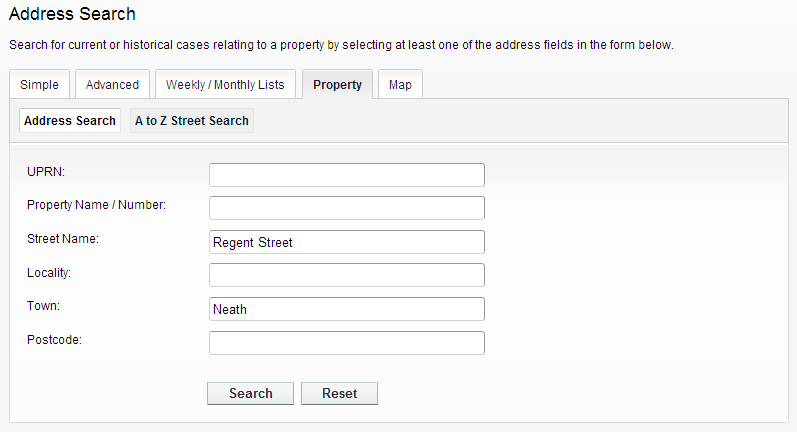 Address Search
Search for current or historical cases relating to a property by selecting at least one of the address fields in the form below.
Simple Advanced Weekly / Monthly Lists Property Map
Address Search A to Z Street Search
UPRN:
Property Name / Number:
Street Name: Regent Street
Locality:
Town: Neath
Postcode:
Search Reset